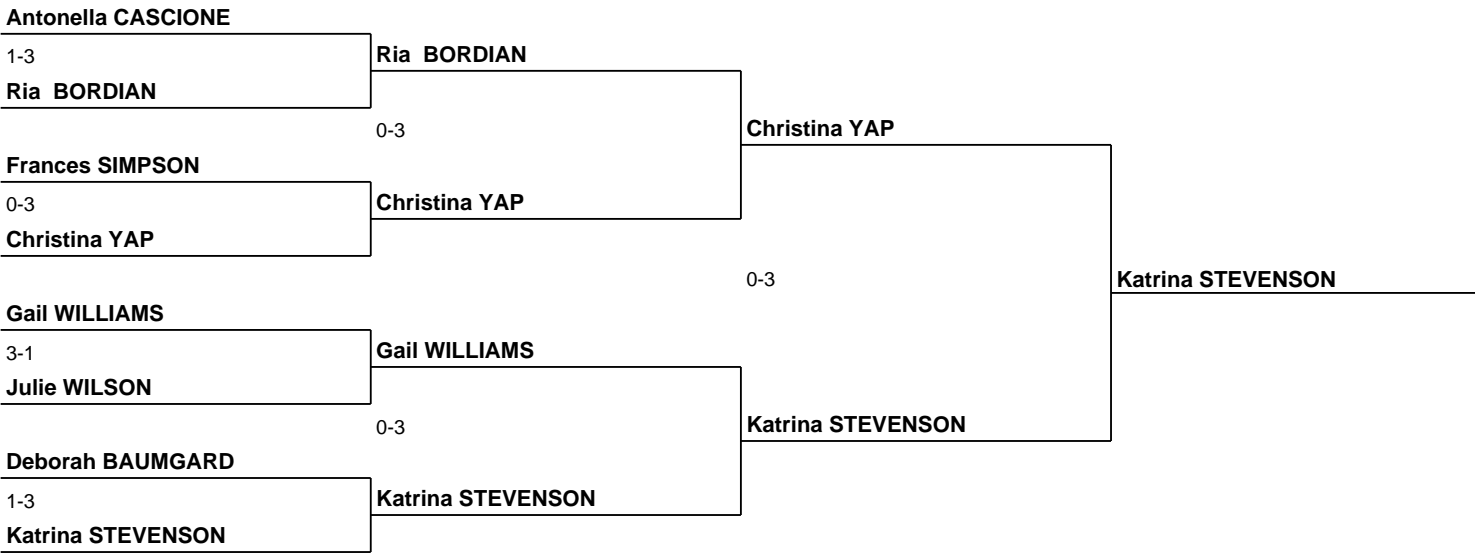 Antonella CASCIONE
1-3
Ria BORDIAN
Ria BORDIAN
0-3
Christina YAP
Frances SIMPSON
0-3
Christina YAP
Christina YAP
0-3
Katrina STEVENSON
Gail WILLIAMS
3-1
Gail WILLIAMS
Julie WILSON
0-3
Katrina STEVENSON
Deborah BAUMGARD
1-3
Katrina STEVENSON
Katrina STEVENSON